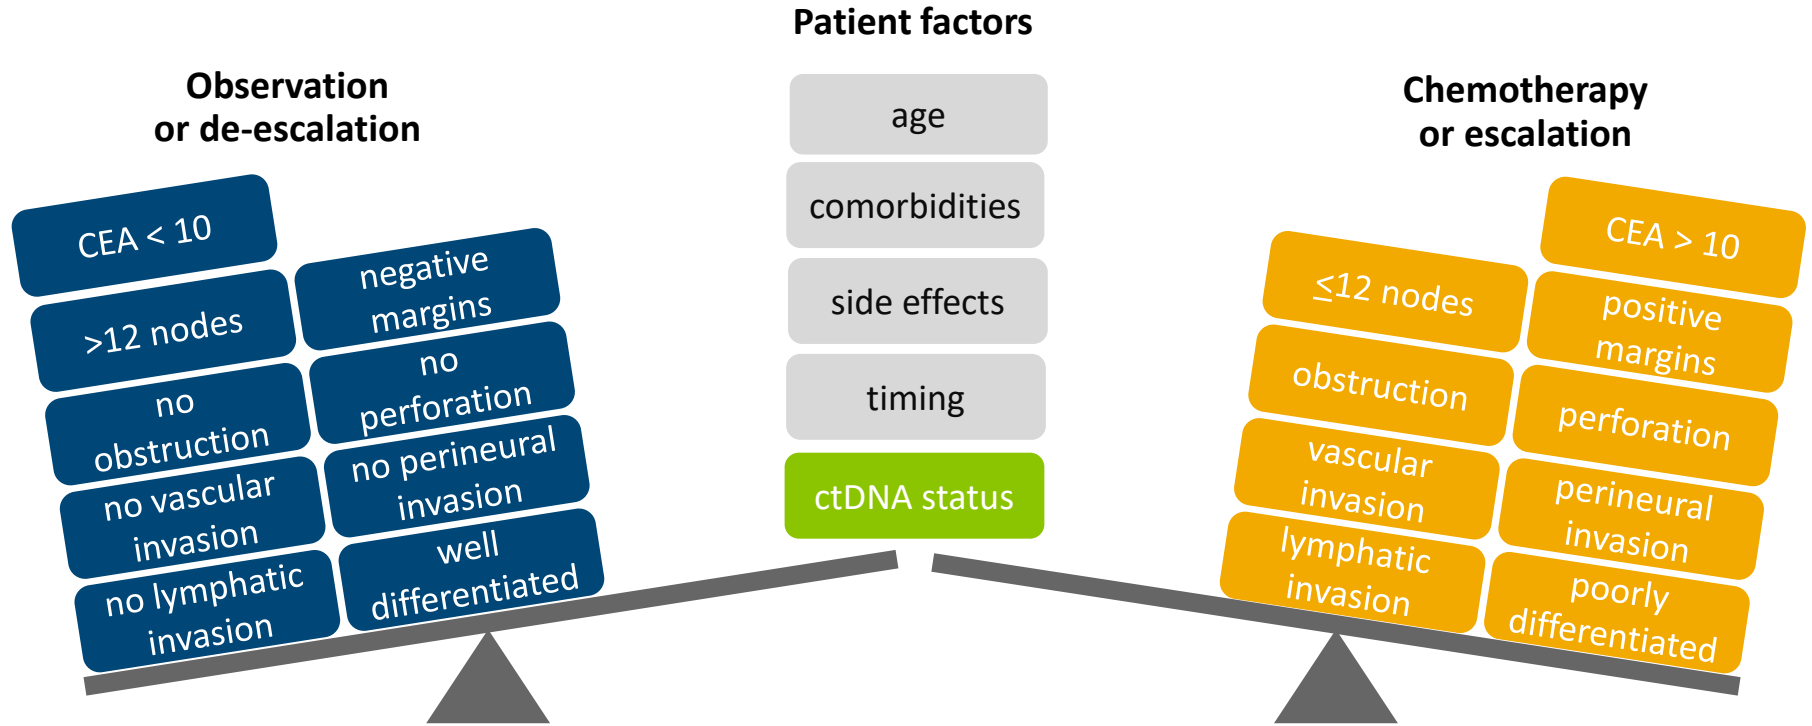 Patient factors
Observation
or de-escalation
CEA < 10
negative
margins
>12 nodes
no
perforation
no
obstruction
no perineural
invasion
no vascular
invasion
well
differentiated
no lymphatic
invasion
age
comorbidities
side effects
timing
ctDNA status
Chemotherapy
or escalation
CEA > 10
≤12 nodes
positive
margins
obstruction
perforation
vascular
invasion
perineural
invasion
lymphatic
invasion
poorly
differentiated